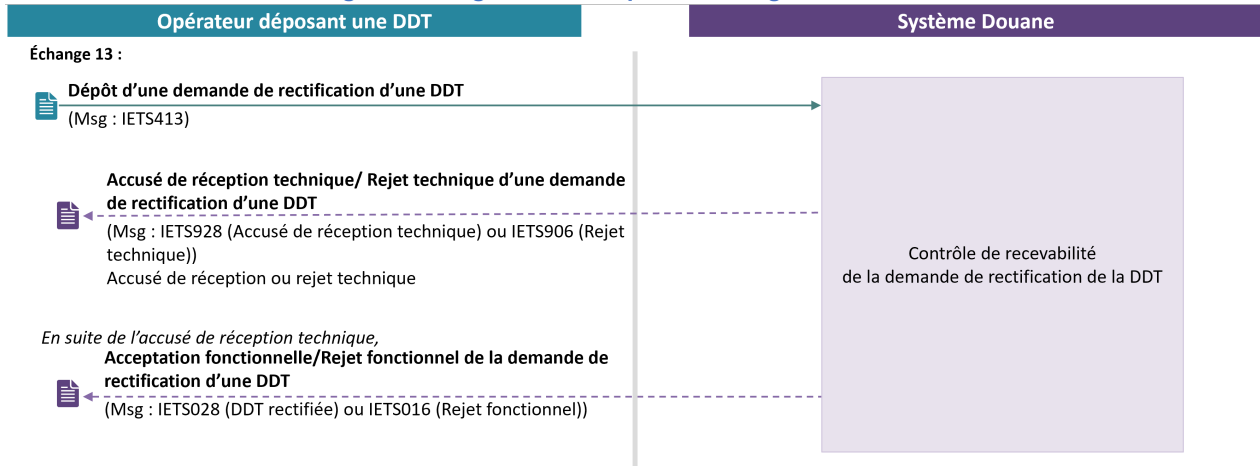 Opérateur déposant une DDT
Système Douane
Échange 13 :
Dépôt d’une demande de rectification d’une DDT
(Msg : IETS413)
Accusé de réception technique/ Rejet technique d’une demande
de rectification d’une DDT
(Msg : IETS928 (Accusé de réception technique) ou IETS906 (Rejet
technique))
Accusé de réception ou rejet technique
En suite de l’accusé de réception technique,
Acceptation fonctionnelle/Rejet fonctionnel de la demande de
rectification d’une DDT
(Msg : IETS028 (DDT rectifiée) ou IETS016 (Rejet fonctionnel))
Contrôle de recevabilité
de la demande de rectification de la DDT